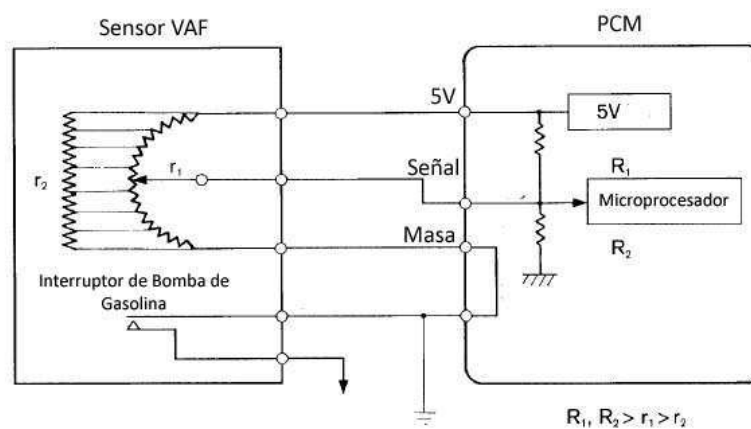 Sensor VAF
PCM
5V
5V
Señal
r₁
r₂
R₁
Microprocesador
R₂
Masa
Interruptor de Bomba de
Gasolina
R₁, R₂ > r₁ > r₂